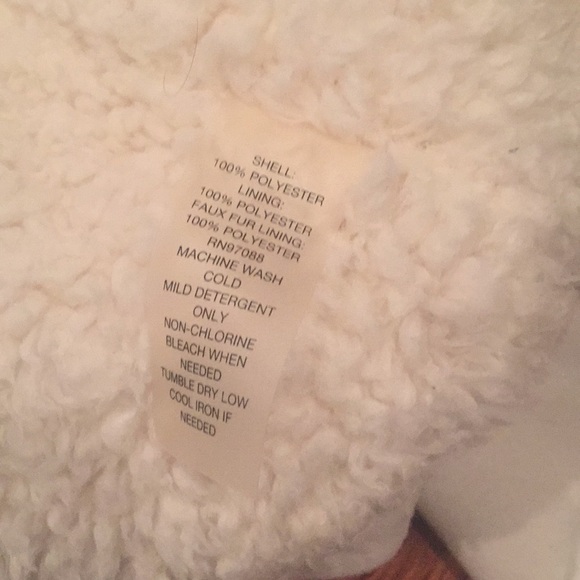 SHELL:
100% POLYESTER
LINING:
100% POLYESTER
FAUX FUR LINING:
100% POLYESTER
RN97088
MACHINE WASH
COLD
MILD DETERGENT
ONLY
NON-CHLORINE
BLEACH WHEN
NEEDED
TUMBLE DRY LOW
COOL IRON IF
NEEDED